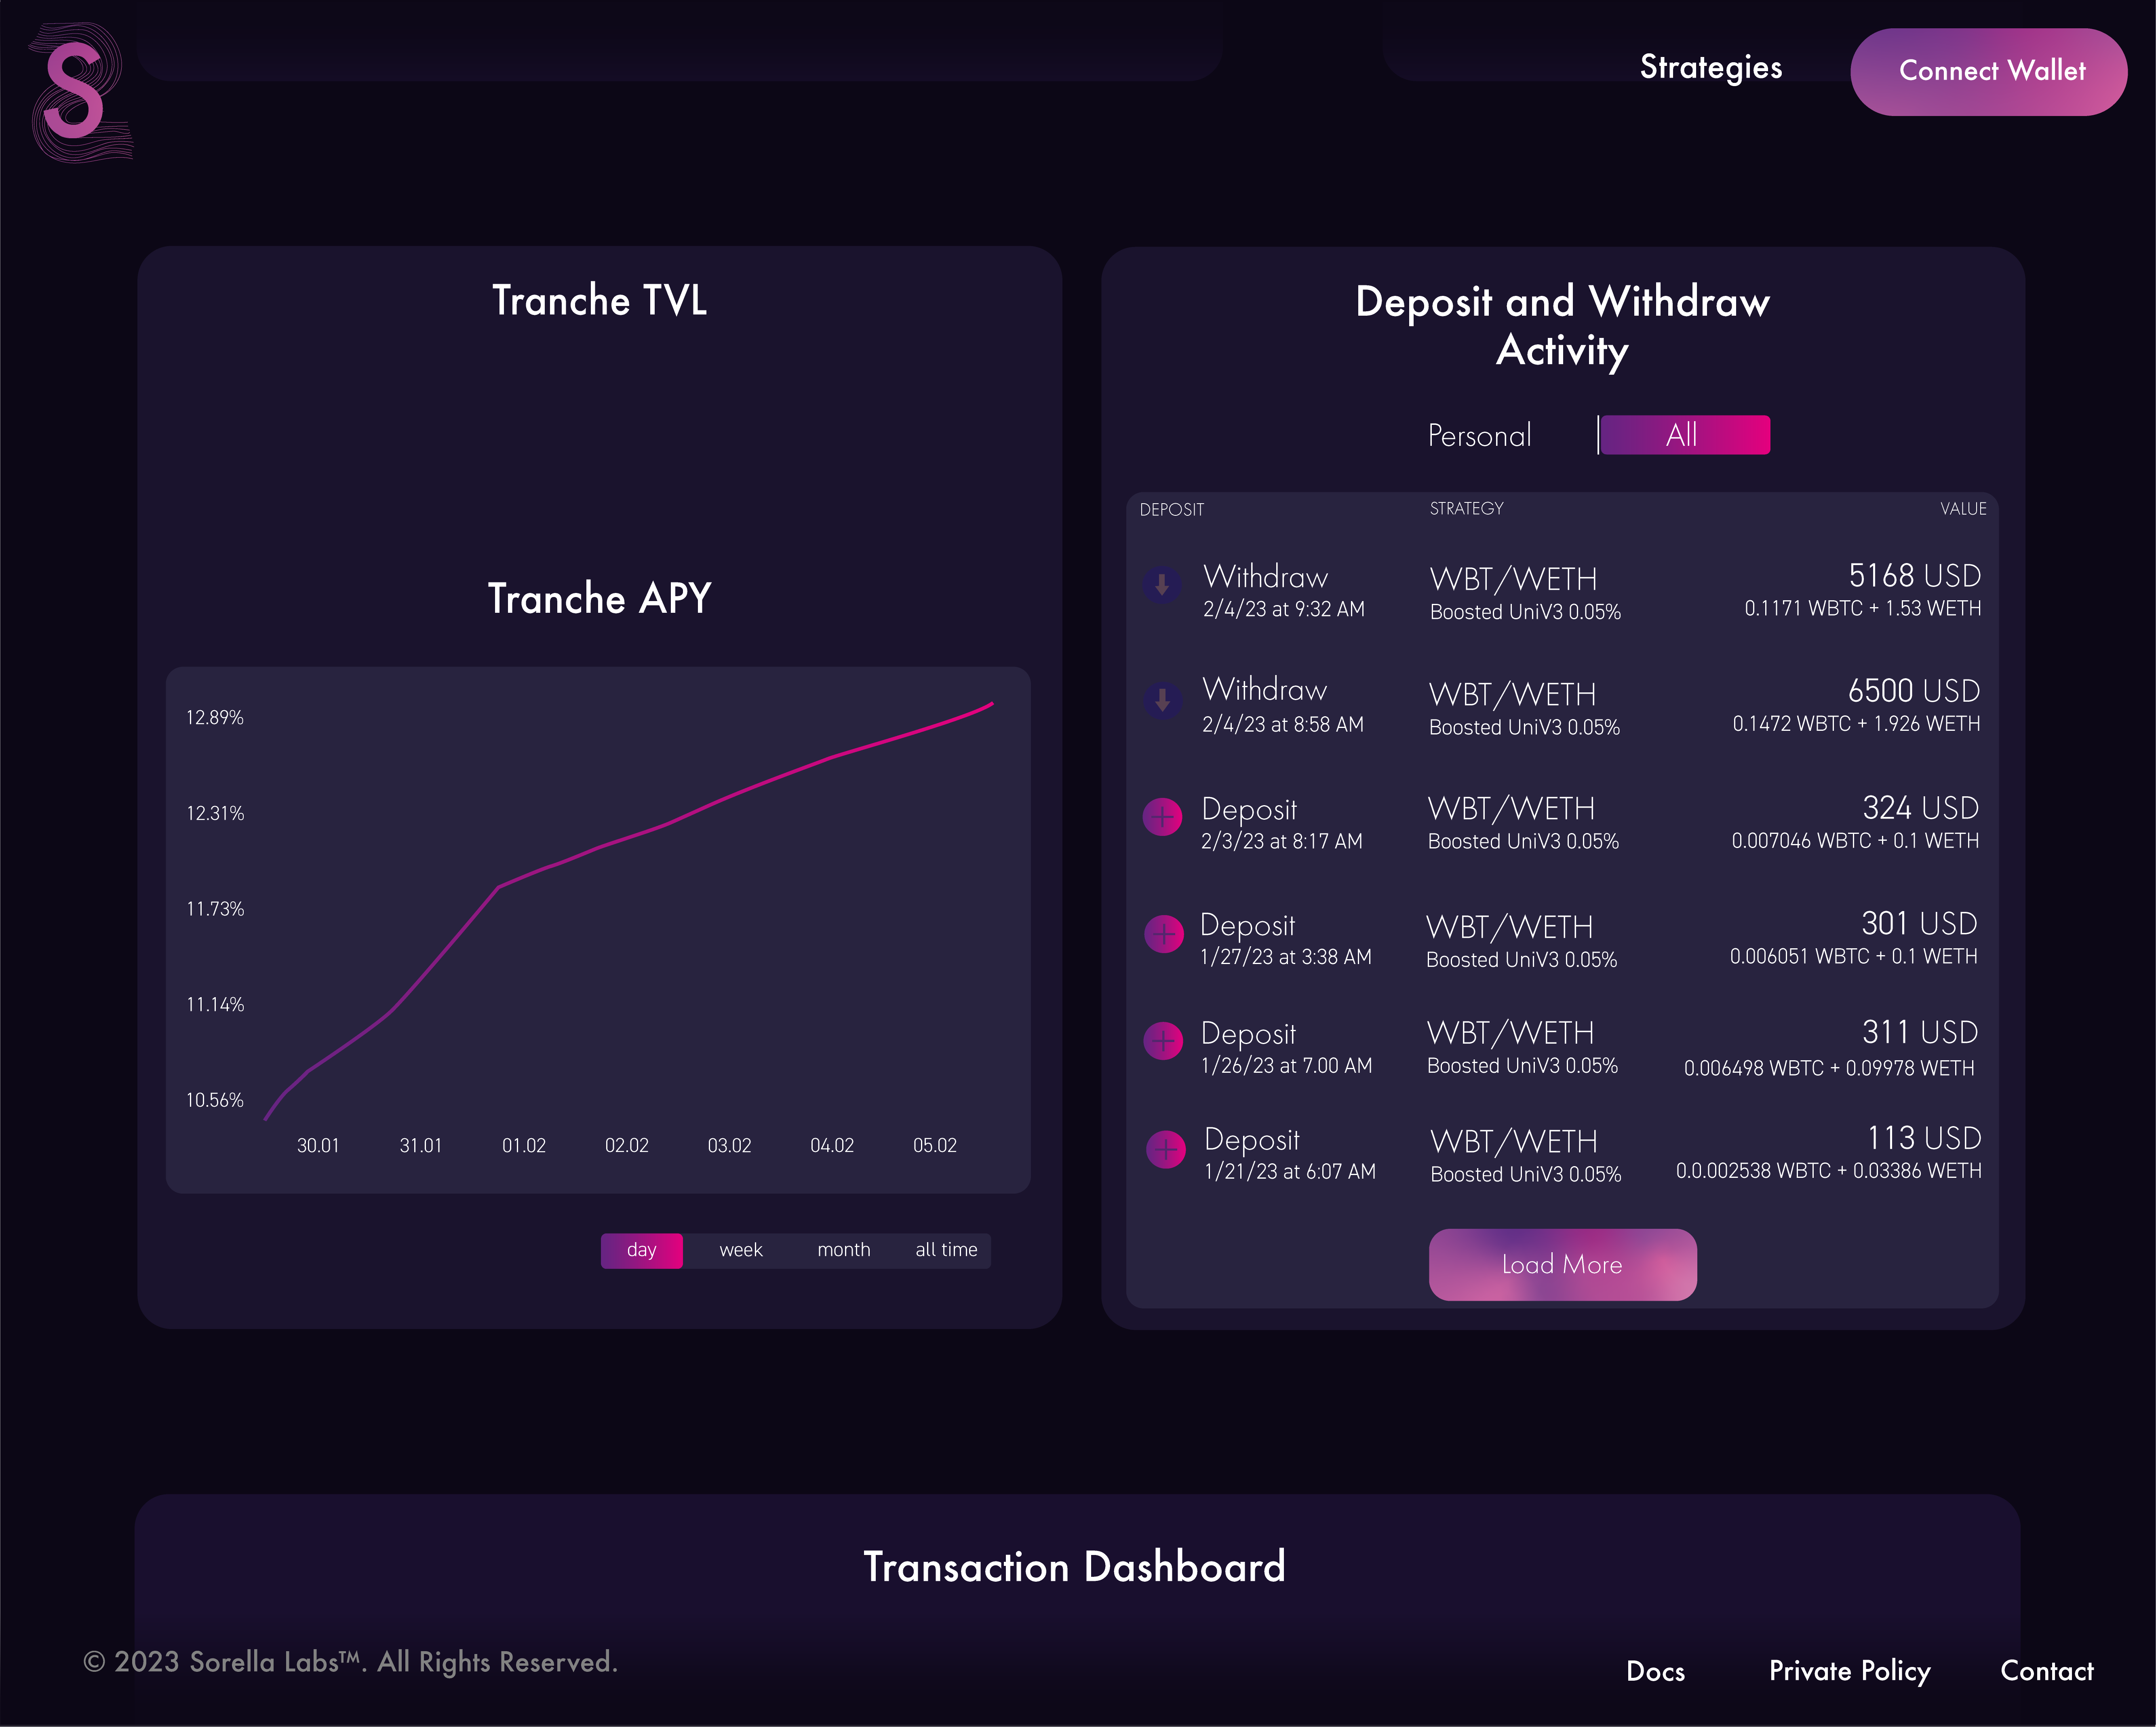 S
Strategies
Connect Wallet
Tranche TVL
Tranche APY
12.89%
12.31%
11.73%
11.14%
10.56%
30.01 31.01 01.02 02.02 03.02 04.02 05.02
day week month all time
Deposit and Withdraw
Activity
Personal All
DEPOSIT STRATEGY VALUE
Withdraw WBT/WETH 5168 USD
2/4/23 at 9:32 AM Boosted UniV3 0.05% 0.1171 WBTC + 1.53 WETH
Withdraw WBT/WETH 6500 USD
2/4/23 at 8:58 AM Boosted UniV3 0.05% 0.1472 WBTC + 1.926 WETH
Deposit WBT/WETH 324 USD
2/3/23 at 8:17 AM Boosted UniV3 0.05% 0.007046 WBTC + 0.1 WETH
Deposit WBT/WETH 301 USD
1/27/23 at 3:38 AM Boosted UniV3 0.05% 0.006051 WBTC + 0.1 WETH
Deposit WBT/WETH 311 USD
1/26/23 at 7.00 AM Boosted UniV3 0.05% 0.006498 WBTC + 0.09978 WETH
Deposit WBT/WETH 113 USD
1/21/23 at 6:07 AM Boosted UniV3 0.05% 0.0.002538 WBTC + 0.03386 WETH
Load More
Transaction Dashboard
© 2023 Sorella Labs™. All Rights Reserved.
Docs Private Policy Contact